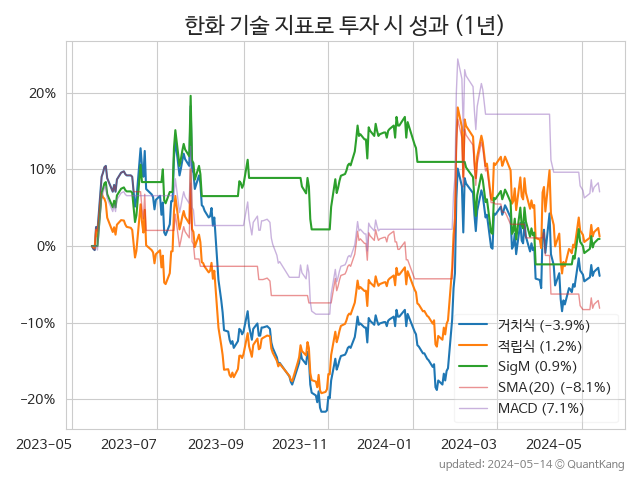 한화 기술 지표로 투자 시 성과 (1년)
20%
10%
0%
−10%
−20%
거치식 (−3.9%)
적립식 (1.2%)
SigM (0.9%)
SMA(20) (−8.1%)
MACD (7.1%)
2023-05 2023-07 2023-09 2023-11 2024-01 2024-03 2024-05
updated: 2024-05-14 © QuantKang